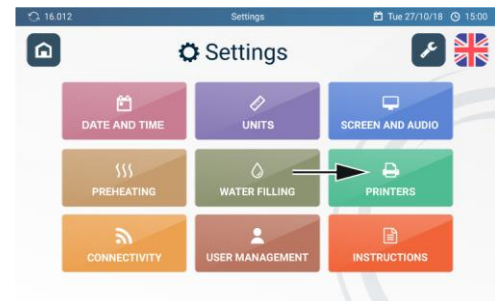 16.012 Settings Tue 27/10/18 15:00
Settings
DATE AND TIME UNITS SCREEN AND AUDIO
PREHEATING WATER FILLING PRINTERS
CONNECTIVITY USER MANAGEMENT INSTRUCTIONS